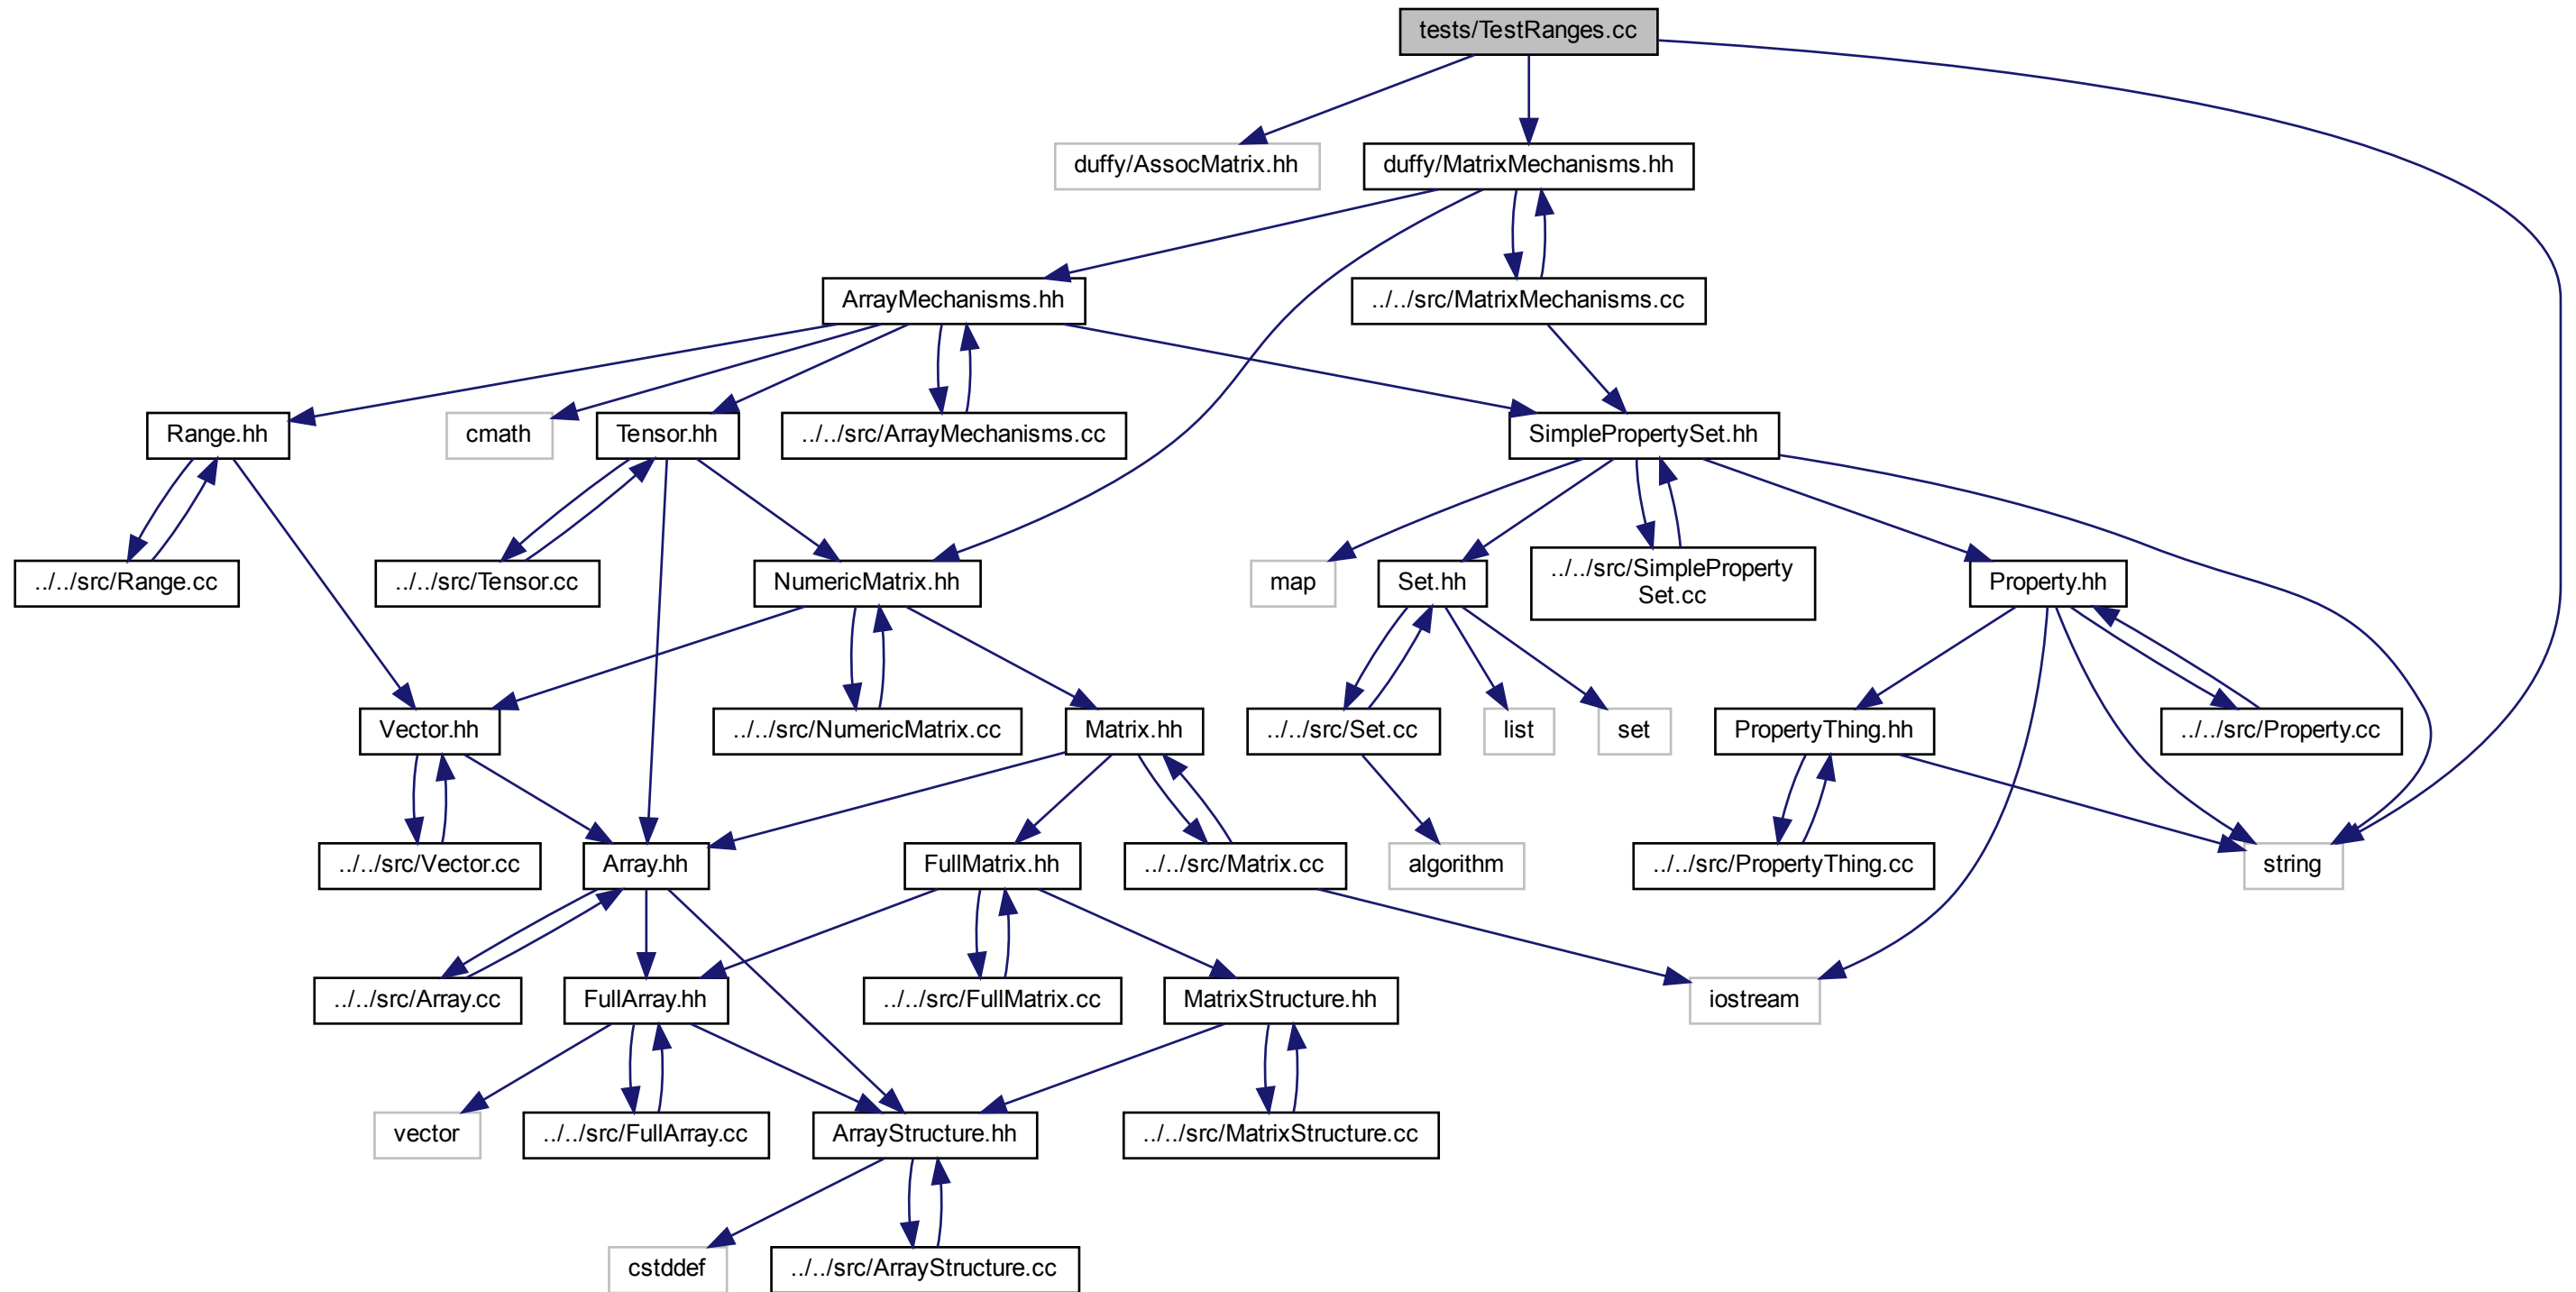 tests/TestRanges.cc
duffy/AssocMatrix.hh
duffy/MatrixMechanisms.hh
ArrayMechanisms.hh
../../src/MatrixMechanisms.cc
Range.hh
cmath
Tensor.hh
../../src/ArrayMechanisms.cc
SimplePropertySet.hh
../../src/Range.cc
../../src/Tensor.cc
NumericMatrix.hh
map
Set.hh
../../src/SimpleProperty
Set.cc
Property.hh
Vector.hh
../../src/NumericMatrix.cc
Matrix.hh
../../src/Set.cc
list
set
PropertyThing.hh
../../src/Property.cc
../../src/Vector.cc
Array.hh
FullMatrix.hh
../../src/Matrix.cc
algorithm
../../src/PropertyThing.cc
string
../../src/Array.cc
FullArray.hh
../../src/FullMatrix.cc
MatrixStructure.hh
iostream
vector
../../src/FullArray.cc
ArrayStructure.hh
../../src/MatrixStructure.cc
cstddef
../../src/ArrayStructure.cc